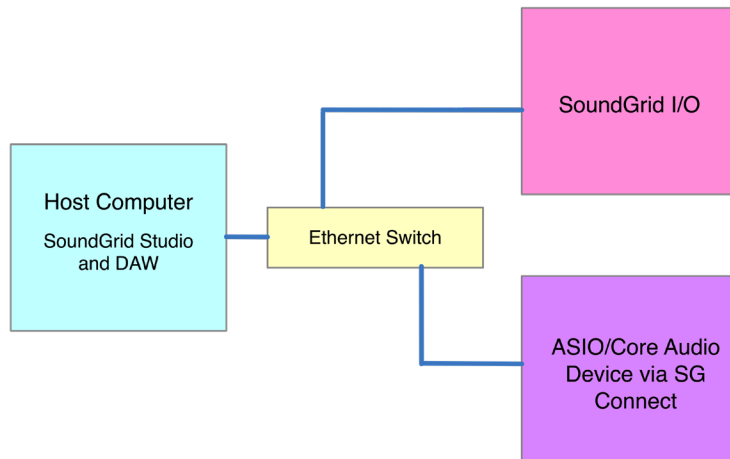 Host Computer
SoundGrid Studio
and DAW
Ethernet Switch
SoundGrid I/O
ASIO/Core Audio
Device via SG
Connect